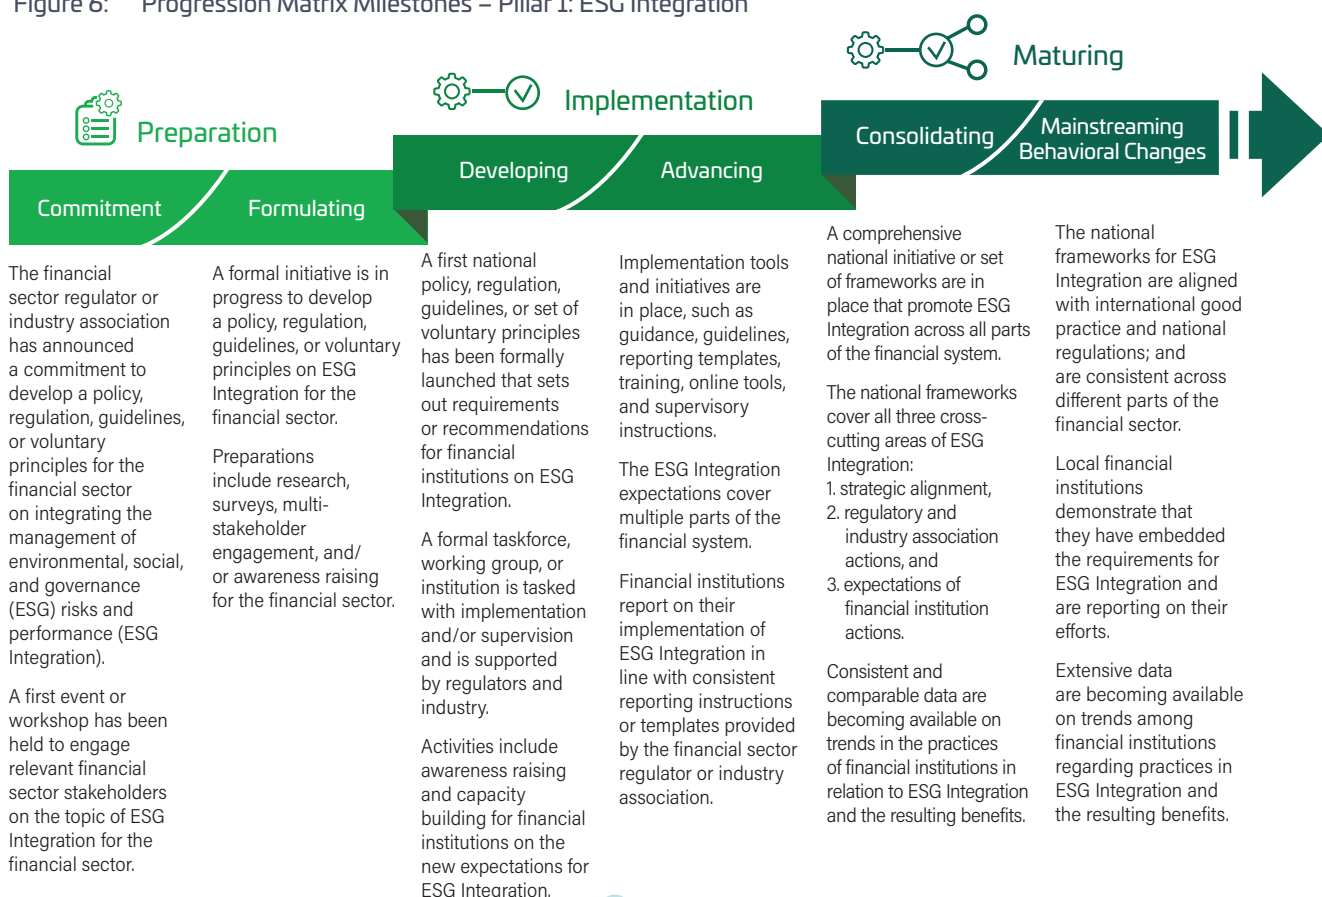 Figure 6: Progression Matrix Milestones – Pillar 1: ESG Integration
Preparation
Commitment
Formulating
The financial
sector regulator or
industry association
has announced
a commitment to
develop a policy,
regulation, guidelines,
or voluntary
principles for the
financial sector
on integrating the
management of
environmental, social,
and governance
(ESG) risks and
performance (ESG
Integration).
A first event or
workshop has been
held to engage
relevant financial
sector stakeholders
on the topic of ESG
Integration for the
financial sector.
A formal initiative is in
progress to develop
a policy, regulation,
guidelines, or voluntary
principles on ESG
Integration for the
financial sector.
Preparations
include research,
surveys, multi-
stakeholder
engagement, and/
or awareness raising
for the financial sector.
Implementation
Developing
Advancing
A first national
policy, regulation,
guidelines, or set of
voluntary principles
has been formally
launched that sets
out requirements
or recommendations
for financial
institutions on ESG
Integration.
A formal taskforce,
working group, or
institution is tasked
with implementation
and/or supervision
and is supported
by regulators and
industry.
Activities include
awareness raising
and capacity
building for financial
institutions on the
new expectations for
ESG Integration.
Implementation tools
and initiatives are
in place, such as
guidance, guidelines,
reporting templates,
training, online tools,
and supervisory
instructions.
The ESG Integration
expectations cover
multiple parts of the
financial system.
Financial institutions
report on their
implementation of
ESG Integration in
line with consistent
reporting instructions
or templates provided
by the financial sector
regulator or industry
association.
Maturing
Consolidating
Mainstreaming
Behavioral Changes
A comprehensive
national initiative or set
of frameworks are in
place that promote ESG
Integration across all parts
of the financial system.
The national frameworks
cover all three cross-
cutting areas of ESG
Integration:
1. strategic alignment,
2. regulatory and
industry association
actions, and
3. expectations of
financial institution
actions.
Consistent and
comparable data are
becoming available on
trends in the practices
of financial institutions in
relation to ESG Integration
and the resulting benefits.
The national
frameworks for ESG
Integration are aligned
with international good
practice and national
regulations; and
are consistent across
different parts of the
financial sector.
Local financial
institutions
demonstrate that
they have embedded
the requirements for
ESG Integration and
are reporting on their
efforts.
Extensive data
are becoming available
on trends among
financial institutions
regarding practices in
ESG Integration and
the resulting benefits.